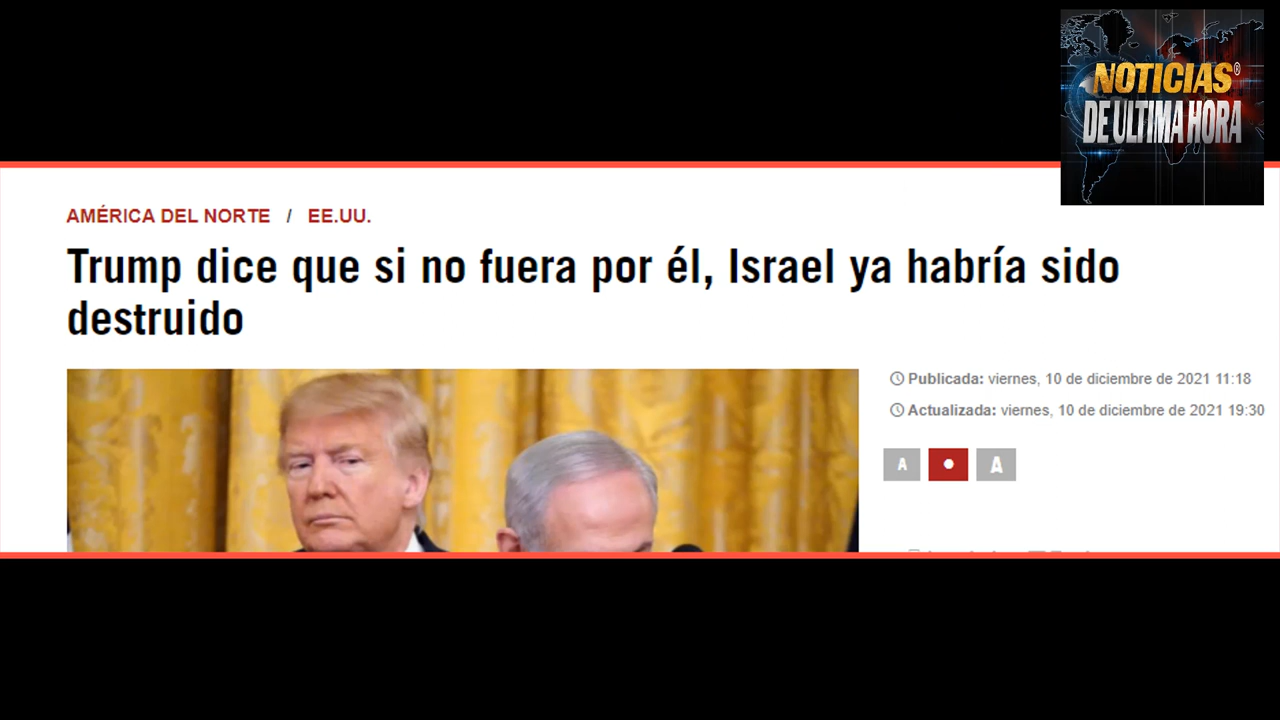 NOTICIAS®
DE ULTIMA HORA
AMÉRICA DEL NORTE / EE.UU.
Trump dice que si no fuera por él, Israel ya habría sido
destruido
Publicada: viernes, 10 de diciembre de 2021 11:18
Actualizada: viernes, 10 de diciembre de 2021 19:30
A A